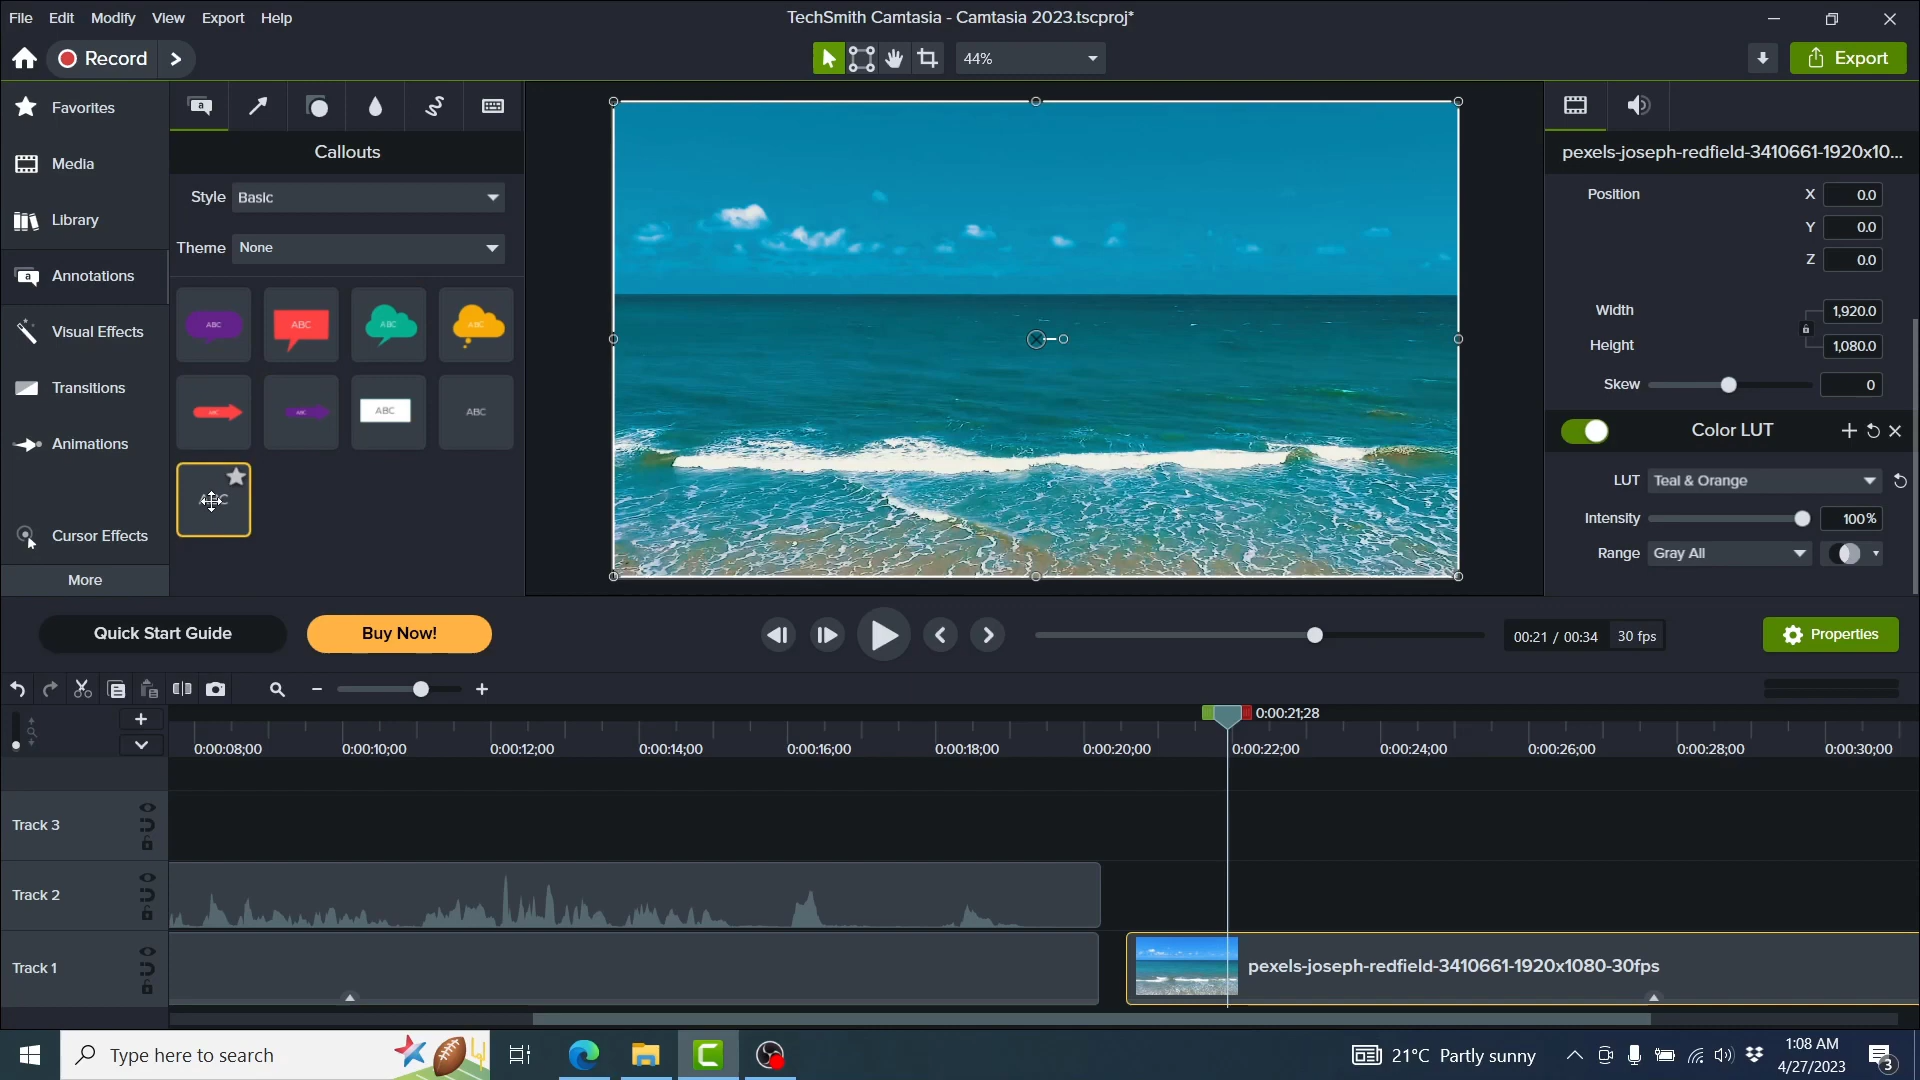 File Edit Modify View Export Help
TechSmith Camtasia - Camtasia 2023.tscproj*
Record
44%
Export
Favorites
Media
Library
Annotations
Visual Effects
Transitions
Animations
Cursor Effects
More
Callouts
Style Basic
Theme None
ABC ABC ABC ABC
ABC ABC ABC ABC
pexels-joseph-redfield-3410661-1920x10...
Position X 0.0
Y 0.0
Z 0.0
Width 1,920.0
Height 1,080.0
Skew 0
Color LUT
LUT Teal & Orange
Intensity 100%
Range Gray All
Quick Start Guide
Buy Now!
00:21 / 00:34 30 fps
Properties
0:00:21;28
0:00:08;00 0:00:10;00 0:00:12;00 0:00:14;00 0:00:16;00 0:00:18;00 0:00:20;00 0:00:22;00 0:00:24;00 0:00:26;00 0:00:28;00 0:00:30;00
Track 3
Track 2
Track 1
pexels-joseph-redfield-3410661-1920x1080-30fps
Type here to search
21°C Partly sunny
1:08 AM
4/27/2023
3